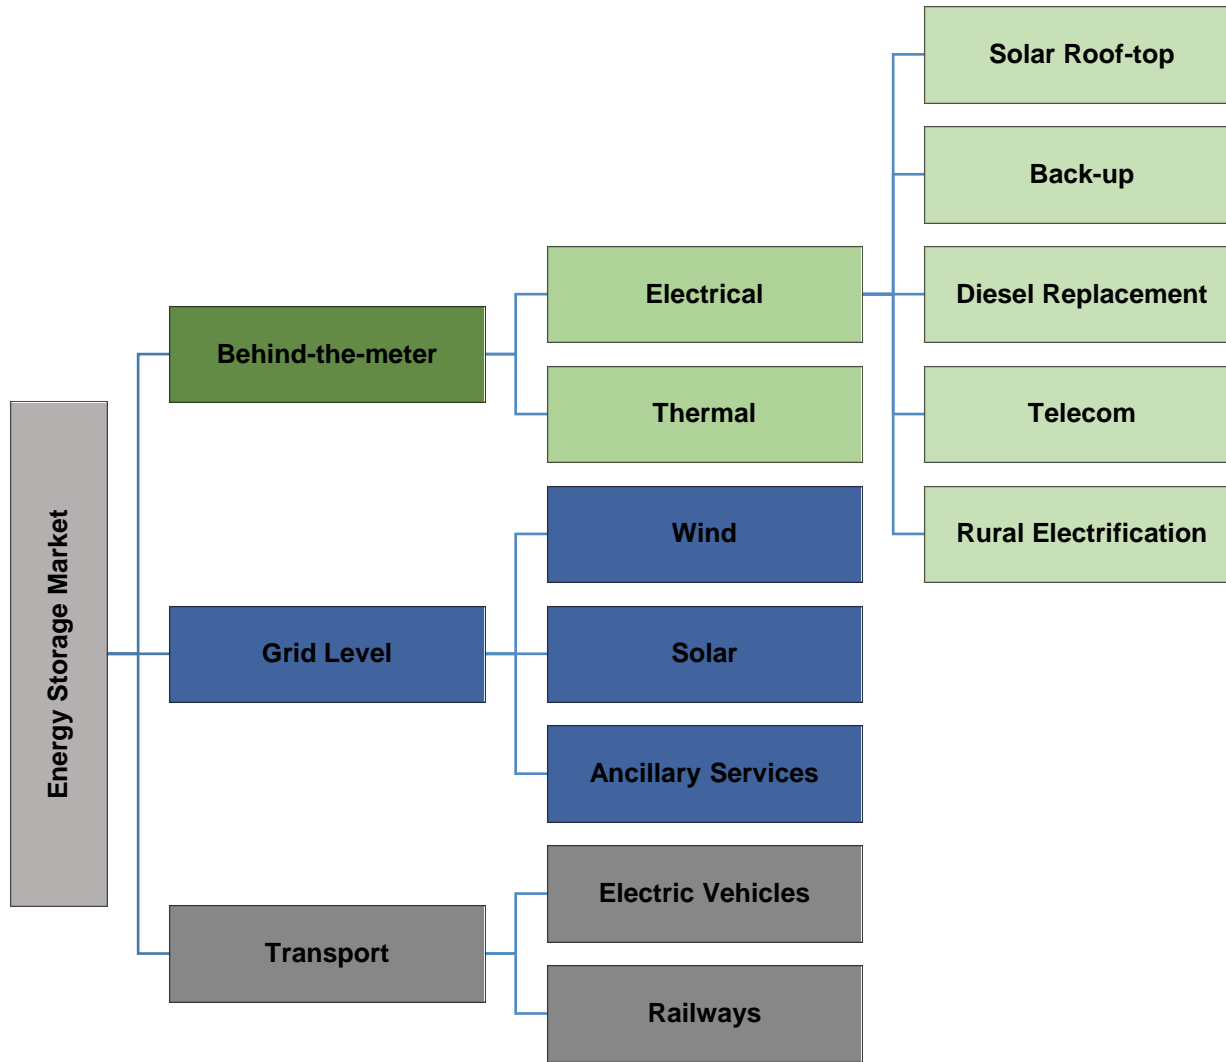 Energy Storage Market
Behind-the-meter
Electrical
Solar Roof-top
Back-up
Diesel Replacement
Telecom
Rural Electrification
Thermal
Grid Level
Wind
Solar
Ancillary Services
Transport
Electric Vehicles
Railways